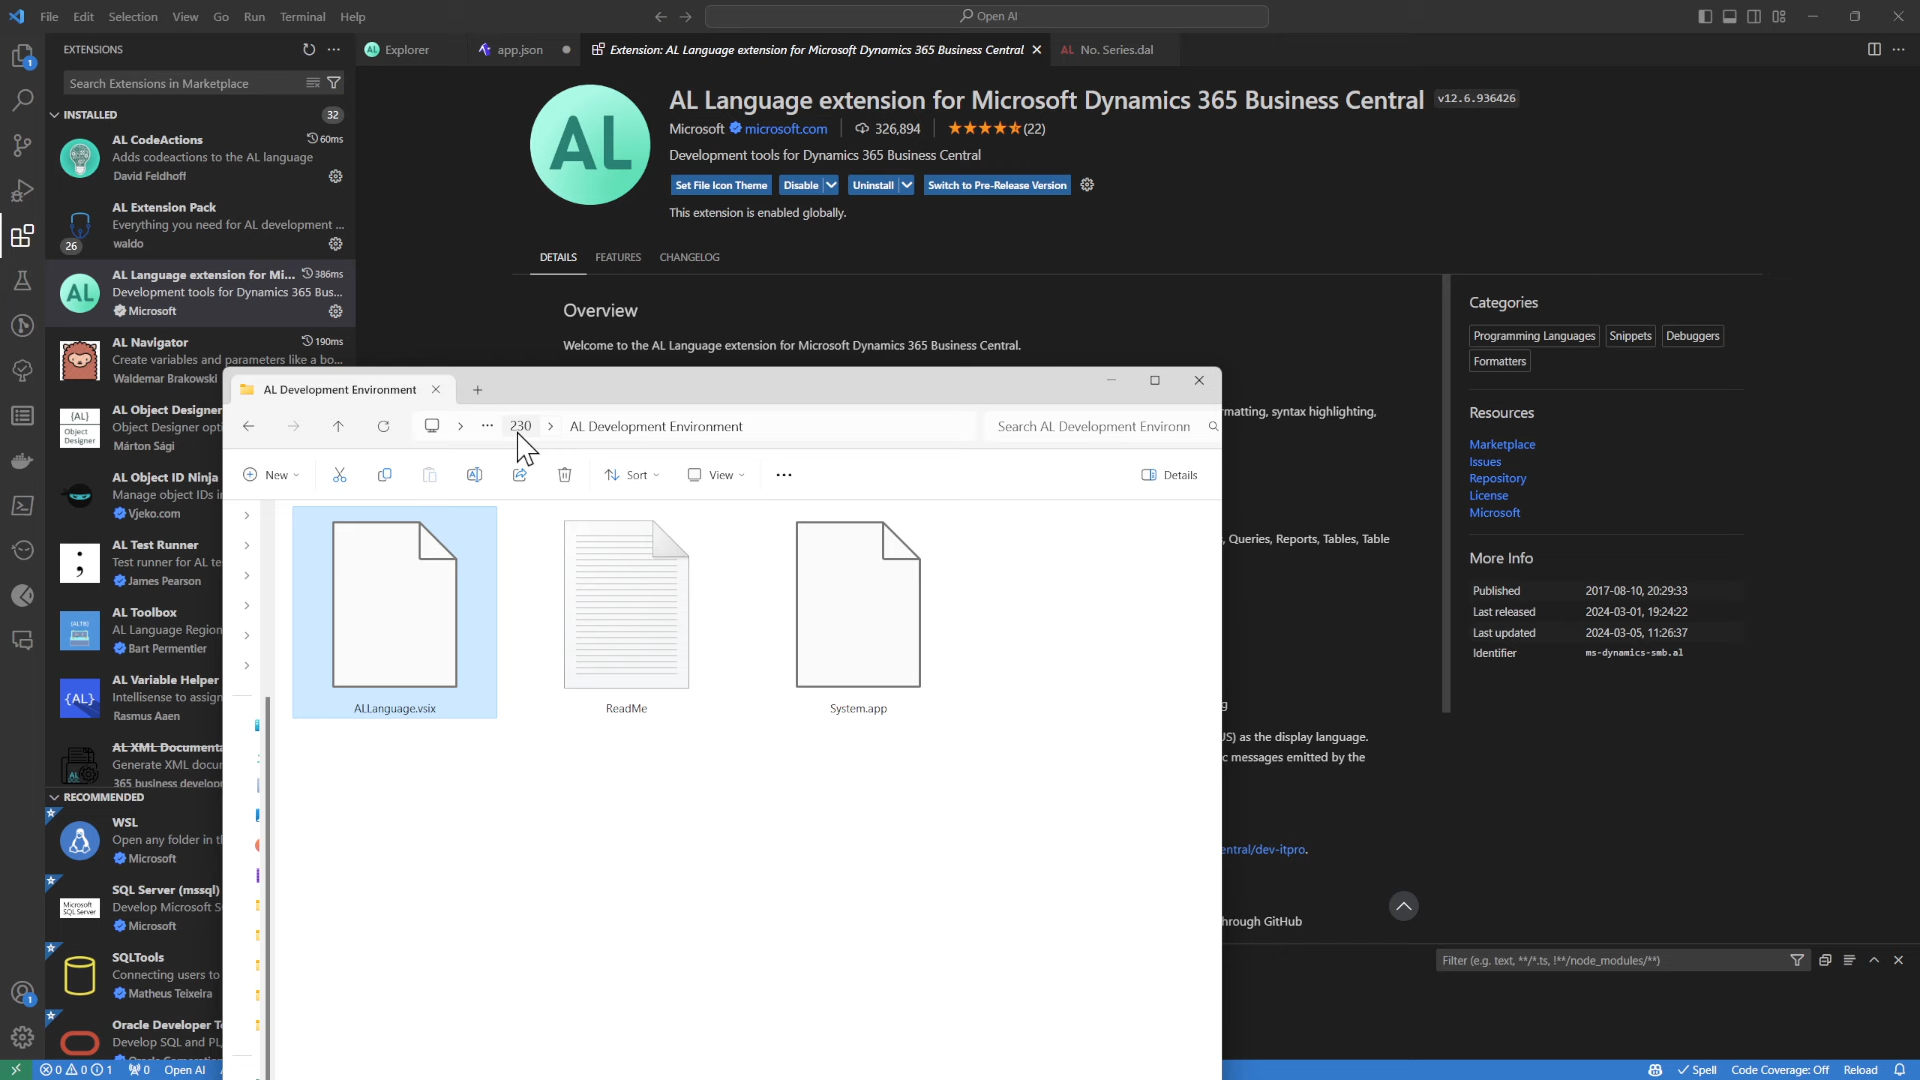 File Edit Selection View Go Run Terminal Help
Open AI
EXTENSIONS
Explorer
app.json
Extension: AL Language extension for Microsoft Dynamics 365 Business Central
AL No. Series.dal
Search Extensions in Marketplace
INSTALLED 32
AL CodeActions 60ms
Adds codeactions to the AL language
David Feldhoff
AL Extension Pack
Everything you need for AL development ...
waldo
26
AL
AL Language extension for Mi... 386ms
Development tools for Dynamics 365 Bus...
Microsoft
AL Navigator 190ms
Create variables and parameters like a bo...
Waldemar Brakowski
{AL}
Object
Designer
AL Object Designer
Object Designer opti
Márton Sági
AL Object ID Ninja
Manage object IDs i
Vjeko.com
;
AL Test Runner
Test runner for AL te
James Pearson
{ALTB}
AL Toolbox
AL Language Region
Bart Permentier
{AL}
AL Variable Helper
Intellisense to assign
Rasmus Aaen
AL XML Documenta
Generate XML docu
365 business develop
RECOMMENDED
WSL
Open any folder in t
Microsoft
Microsoft
SQL Server
SQL Server (mssql)
Develop Microsoft S
Microsoft
SQLTools
Connecting users to
Matheus Teixeira
Oracle Developer T
Develop SQL and PL
AL
AL Language extension for Microsoft Dynamics 365 Business Central v12.6.936426
Microsoft microsoft.com 326,894 (22)
Development tools for Dynamics 365 Business Central
Set File Icon Theme Disable Uninstall Switch to Pre-Release Version
This extension is enabled globally.
DETAILS FEATURES CHANGELOG
Overview
Welcome to the AL Language extension for Microsoft Dynamics 365 Business Central.
matting, syntax highlighting,
, Queries, Reports, Tables, Table
g
US) as the display language.
c messages emitted by the
entral/dev-itpro.
hrough GitHub
Categories
Programming Languages Snippets Debuggers
Formatters
Resources
Marketplace
Issues
Repository
License
Microsoft
More Info
Published 2017-08-10, 20:29:33
Last released 2024-03-01, 19:24:22
Last updated 2024-03-05, 11:26:37
Identifier ms-dynamics-smb.al
AL Development Environment
230 AL Development Environment
Search AL Development Environn
New Sort View Details
ALLanguage.vsix
ReadMe
System.app
Filter (e.g. text, **/*.ts, !**/node_modules/**)
0 0 1 0 Open AI
Spell Code Coverage: Off Reload